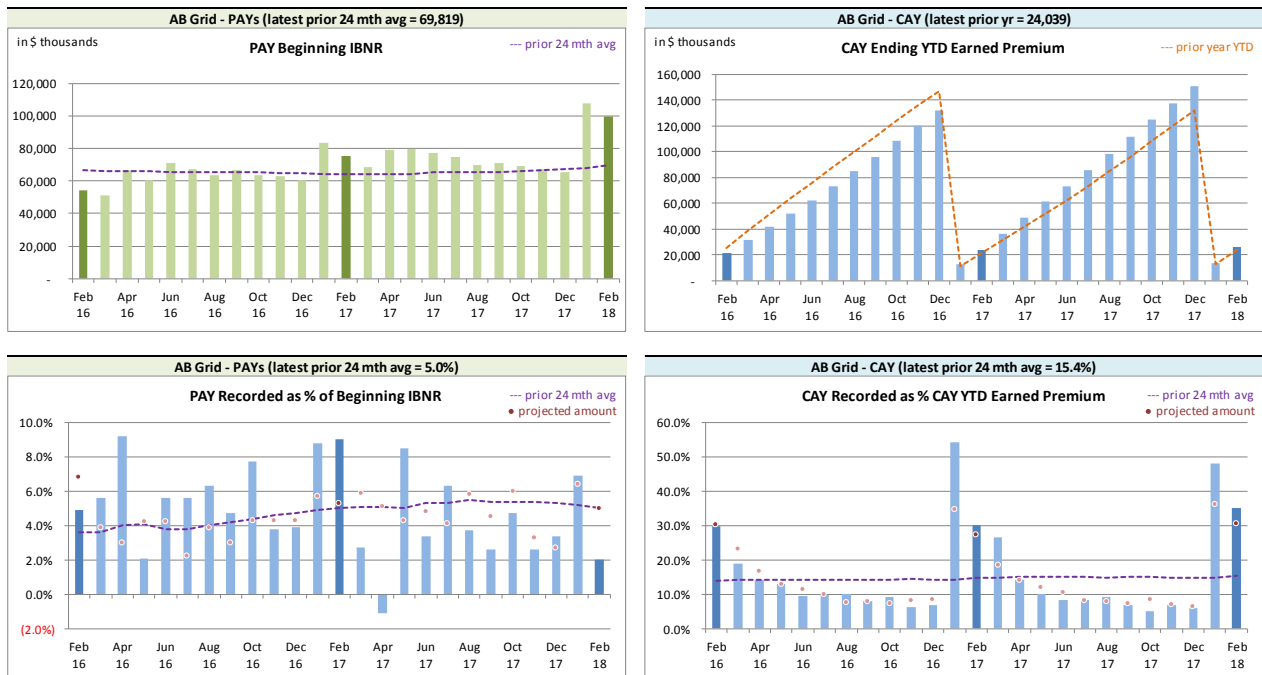 AB Grid - PAYs (latest prior 24 mth avg = 69,819)
in $ thousands
PAY Beginning IBNR
--- prior 24 mth avg
120,000
100,000
80,000
60,000
40,000
20,000
-
Feb Apr Jun Aug Oct Dec Feb Apr Jun Aug Oct Dec Feb
16 16 16 16 16 16 17 17 17 17 17 17 18
AB Grid - CAY (latest prior yr = 24,039)
in $ thousands
CAY Ending YTD Earned Premium
--- prior year YTD
160,000
140,000
120,000
100,000
80,000
60,000
40,000
20,000
-
Feb Apr Jun Aug Oct Dec Feb Apr Jun Aug Oct Dec Feb
16 16 16 16 16 16 17 17 17 17 17 17 18
AB Grid - PAYs (latest prior 24 mth avg = 5.0%)
PAY Recorded as % of Beginning IBNR
--- prior 24 mth avg
• projected amount
10.0%
8.0%
6.0%
4.0%
2.0%
0.0%
(2.0%)
Feb Apr Jun Aug Oct Dec Feb Apr Jun Aug Oct Dec Feb
16 16 16 16 16 16 17 17 17 17 17 17 18
AB Grid - CAY (latest prior 24 mth avg = 15.4%)
CAY Recorded as % CAY YTD Earned Premium
--- prior 24 mth avg
• projected amount
60.0%
50.0%
40.0%
30.0%
20.0%
10.0%
0.0%
Feb Apr Jun Aug Oct Dec Feb Apr Jun Aug Oct Dec Feb
16 16 16 16 16 16 17 17 17 17 17 17 18